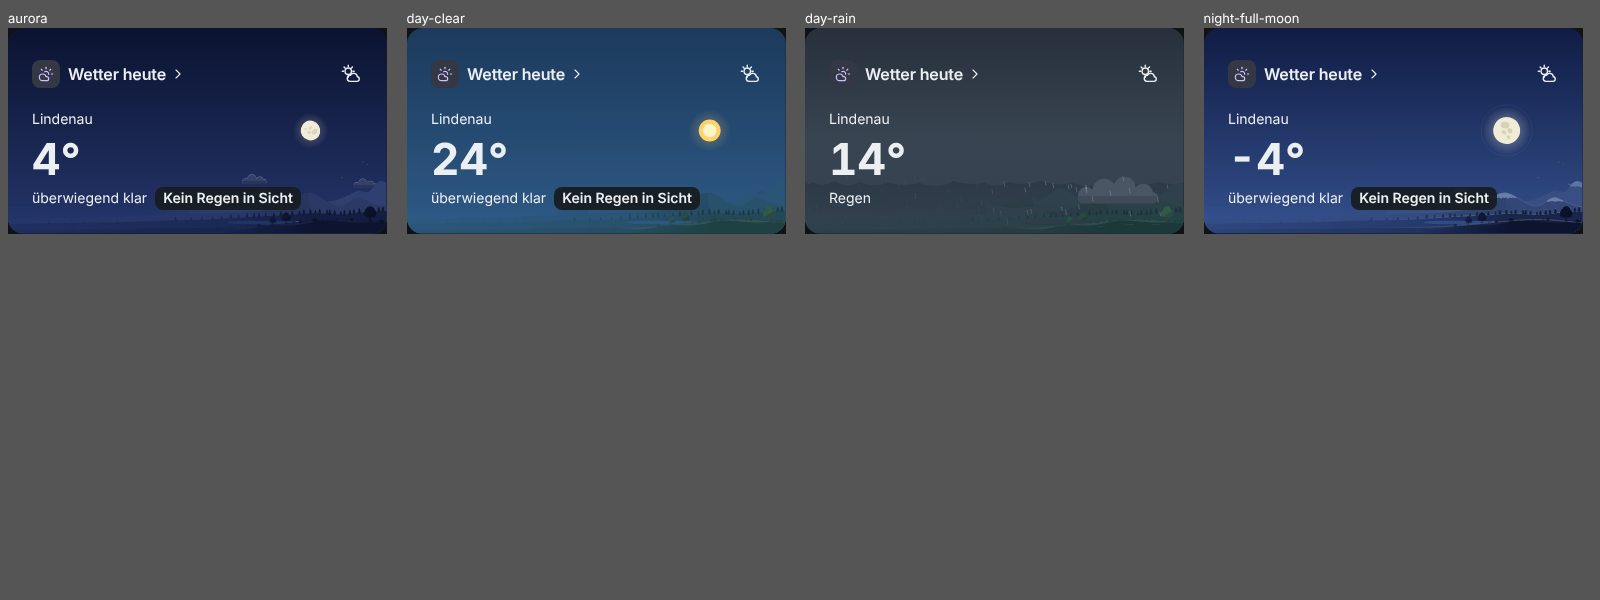 aurora
Wetter heute
Lindenau
4°
überwiegend klar Kein Regen in Sicht
day-clear
Wetter heute
Lindenau
24°
überwiegend klar Kein Regen in Sicht
day-rain
Wetter heute
Lindenau
14°
Regen
night-full-moon
Wetter heute
Lindenau
-4°
überwiegend klar Kein Regen in Sicht